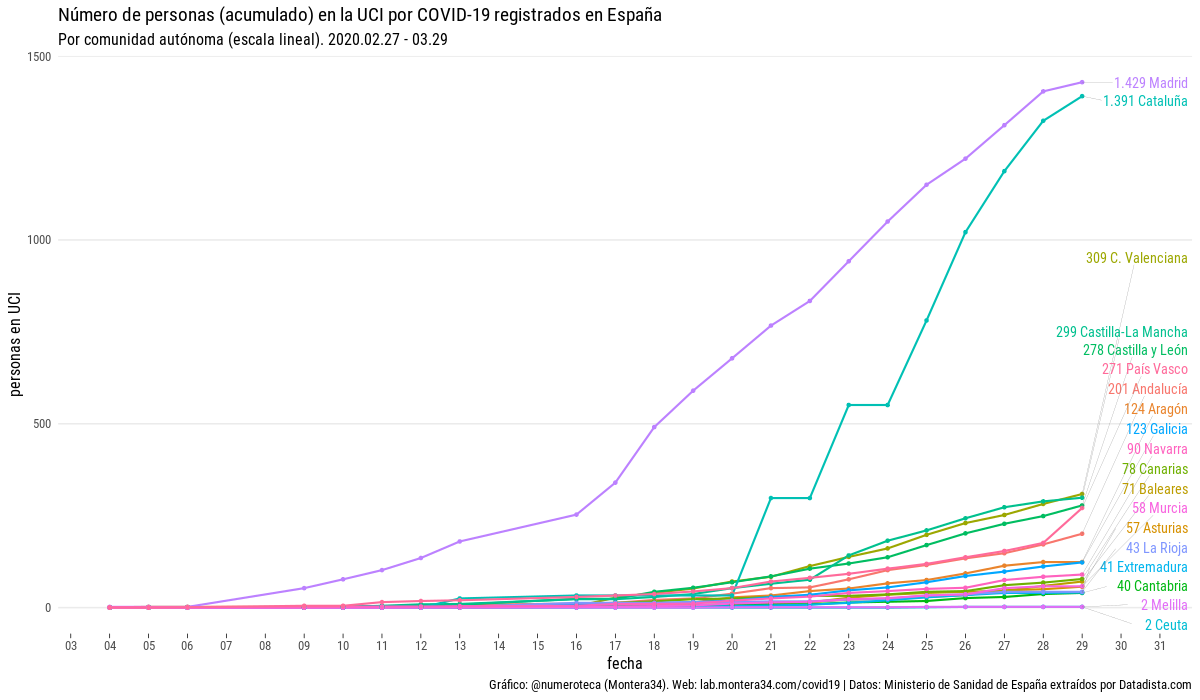 Número de personas (acumulado) en la UCI por COVID-19 registrados en España
Por comunidad autónoma (escala lineal). 2020.02.27 - 03.29
1500
1000
500
0
personas en UCI
1.429 Madrid
1.391 Cataluña
309 C. Valenciana
299 Castilla-La Mancha
278 Castilla y León
271 País Vasco
201 Andalucía
124 Aragón
123 Galicia
90 Navarra
78 Canarias
71 Baleares
58 Murcia
57 Asturias
43 La Rioja
41 Extremadura
40 Cantabria
2 Melilla
2 Ceuta
03 04 05 06 07 08 09 10 11 12 13 14 15 16 17 18 19 20 21 22 23 24 25 26 27 28 29 30 31
fecha
Gráfico: @numeroteca (Montera34). Web: lab.montera34.com/covid19 | Datos: Ministerio de Sanidad de España extraídos por Datadista.com